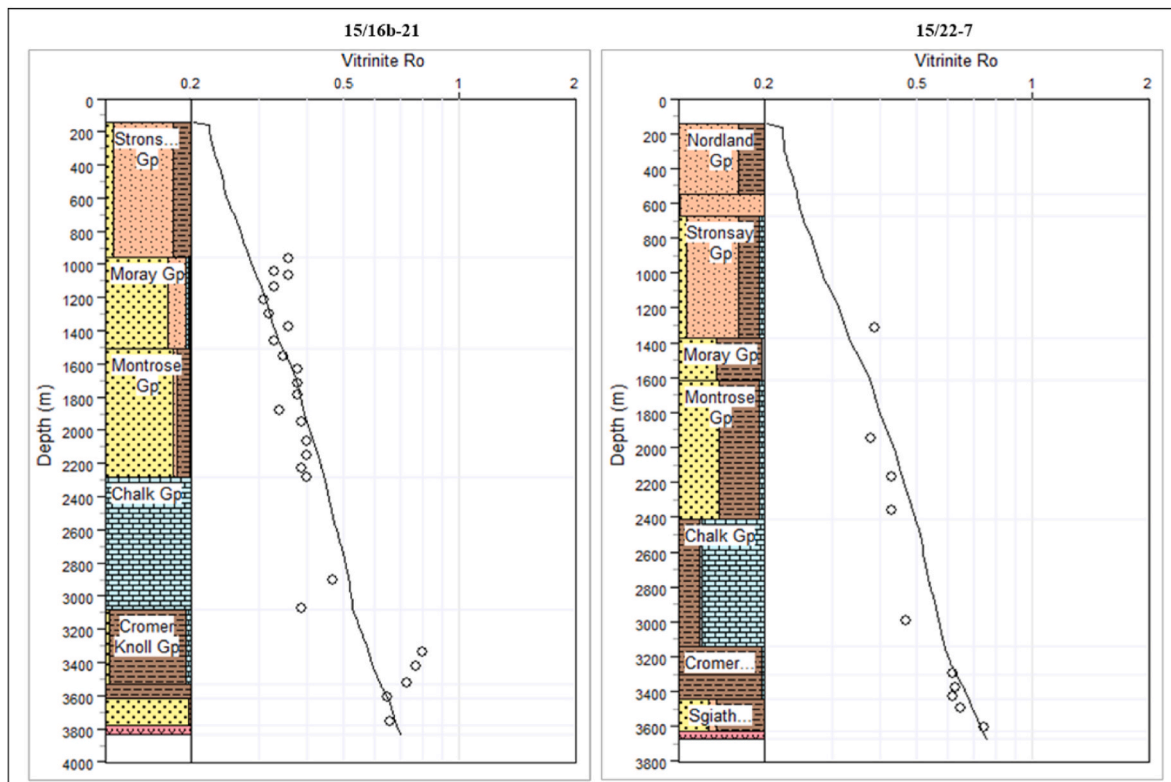 15/16b-21
Vitrinite Ro
0.2 0.5 1 2
0
200
400
600
800
1000
1200
1400
1600
1800
2000
2200
2400
2600
2800
3000
3200
3400
3600
3800
4000
Depth (m)
Strons...
Gp
Moray Gp
Montrose
Gp
Chalk Gp
Cromer
Knoll Gp
15/22-7
Vitrinite Ro
0.2 0.5 1 2
0
200
400
600
800
1000
1200
1400
1600
1800
2000
2200
2400
2600
2800
3000
3200
3400
3600
3800
Depth (m)
Nordland
Gp
Stronsay
Gp
Moray Gp
Montrose
Gp
Chalk Gp
Cromer...
Sgiath...